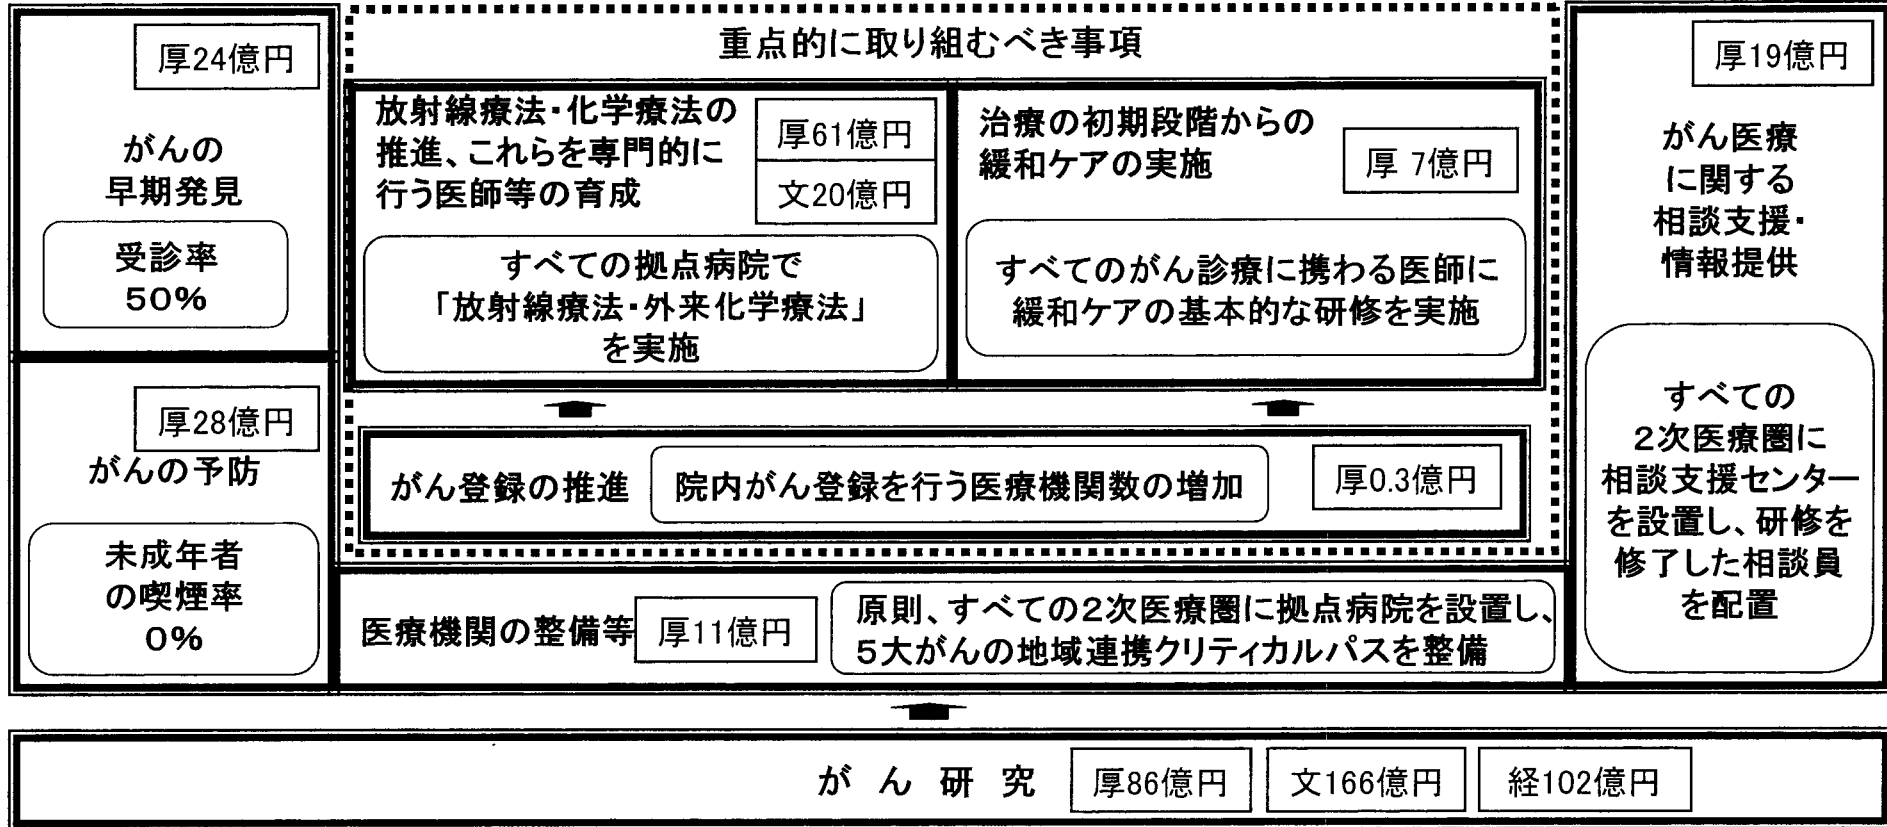 厚24億円
がんの
早期発見
受診率
50%
厚28億円
がんの予防
未成年者
の喫煙率
0%
重点的に取り組むべき事項
放射線療法・化学療法の
推進、これらを専門的に
行う医師等の育成
厚61億円
文20億円
すべての拠点病院で
「放射線療法・外来化学療法」
を実施
治療の初期段階からの
緩和ケアの実施
厚 7億円
すべてのがん診療に携わる医師に
緩和ケアの基本的な研修を実施
がん登録の推進
院内がん登録を行う医療機関数の増加
厚0.3億円
医療機関の整備等
厚11億円
原則、すべての2次医療圏に拠点病院を設置し、
5大がんの地域連携クリティカルパスを整備
厚19億円
がん医療
に関する
相談支援・
情報提供
すべての
2次医療圏に
相談支援センター
を設置し、研修を
修了した相談員
を配置
がん研究
厚86億円
文166億円
経102億円